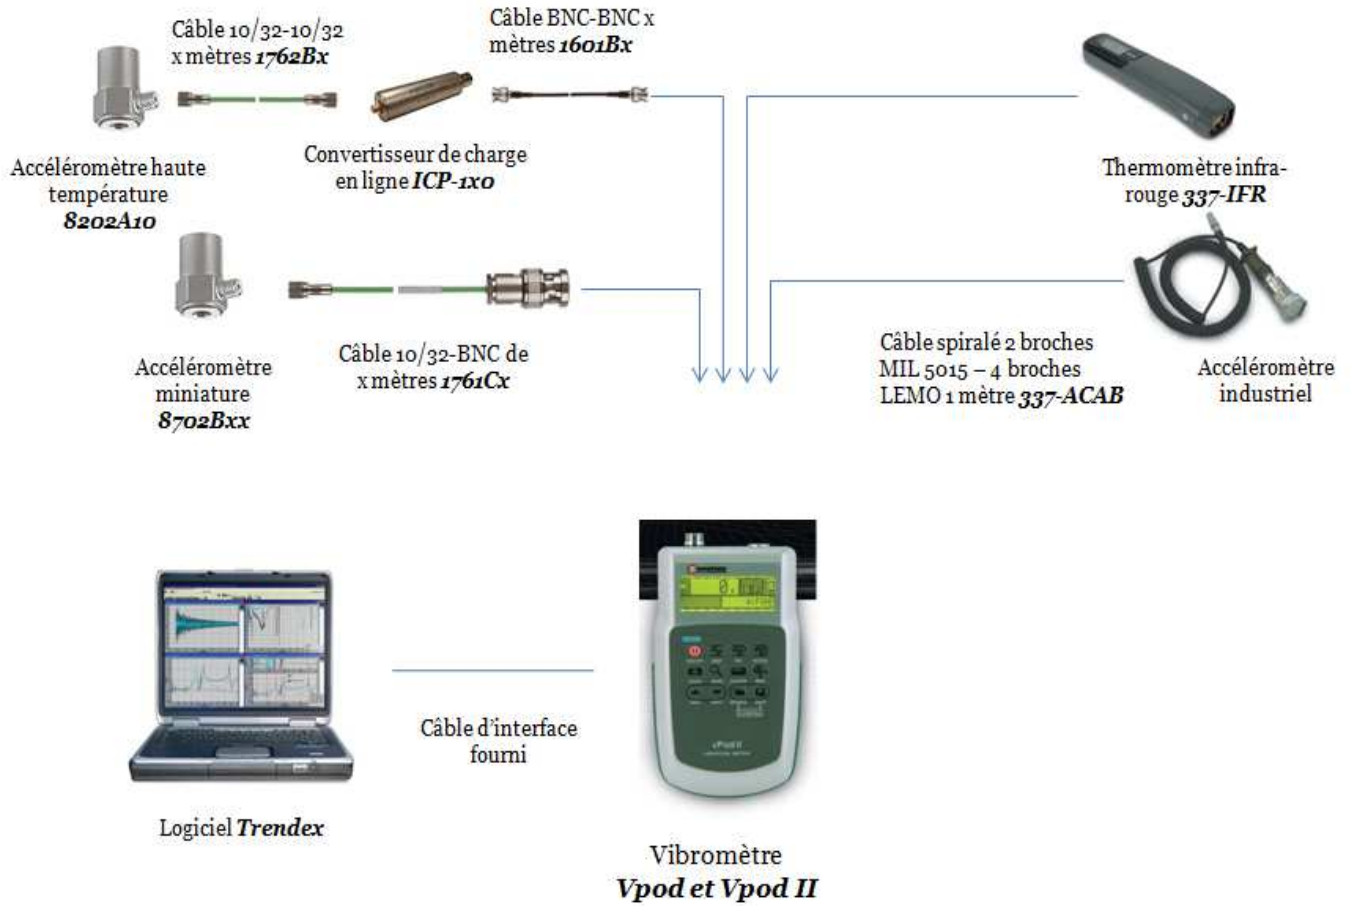 Câble 10/32-10/32
x mètres 1762Bx
Câble BNC-BNC x
mètres 1601Bx
Accéléromètre haute
température
8202A10
Convertisseur de charge
en ligne ICP-1x0
Thermomètre infra-
rouge 337-IFR
Accéléromètre
miniature
8702Bxx
Câble 10/32-BNC de
x mètres 1761Cx
Câble spiralé 2 broches
MIL 5015 – 4 broches
LEMO 1 mètre 337-ACAB
Accéléromètre
industriel
Câble d'interface
fourni
vPod II
Logiciel Trendex
Vibromètre
Vpod et Vpod II